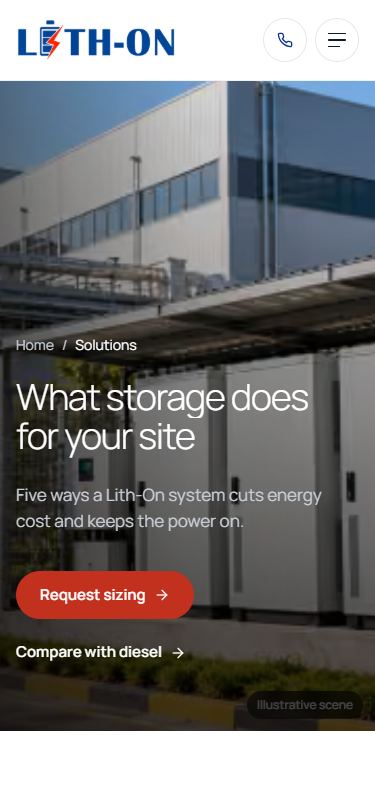 LITH-ON
Home / Solutions
What storage does
for your site
Five ways a Lith-On system cuts energy
cost and keeps the power on.
Request sizing →
Compare with diesel →
Illustrative scene